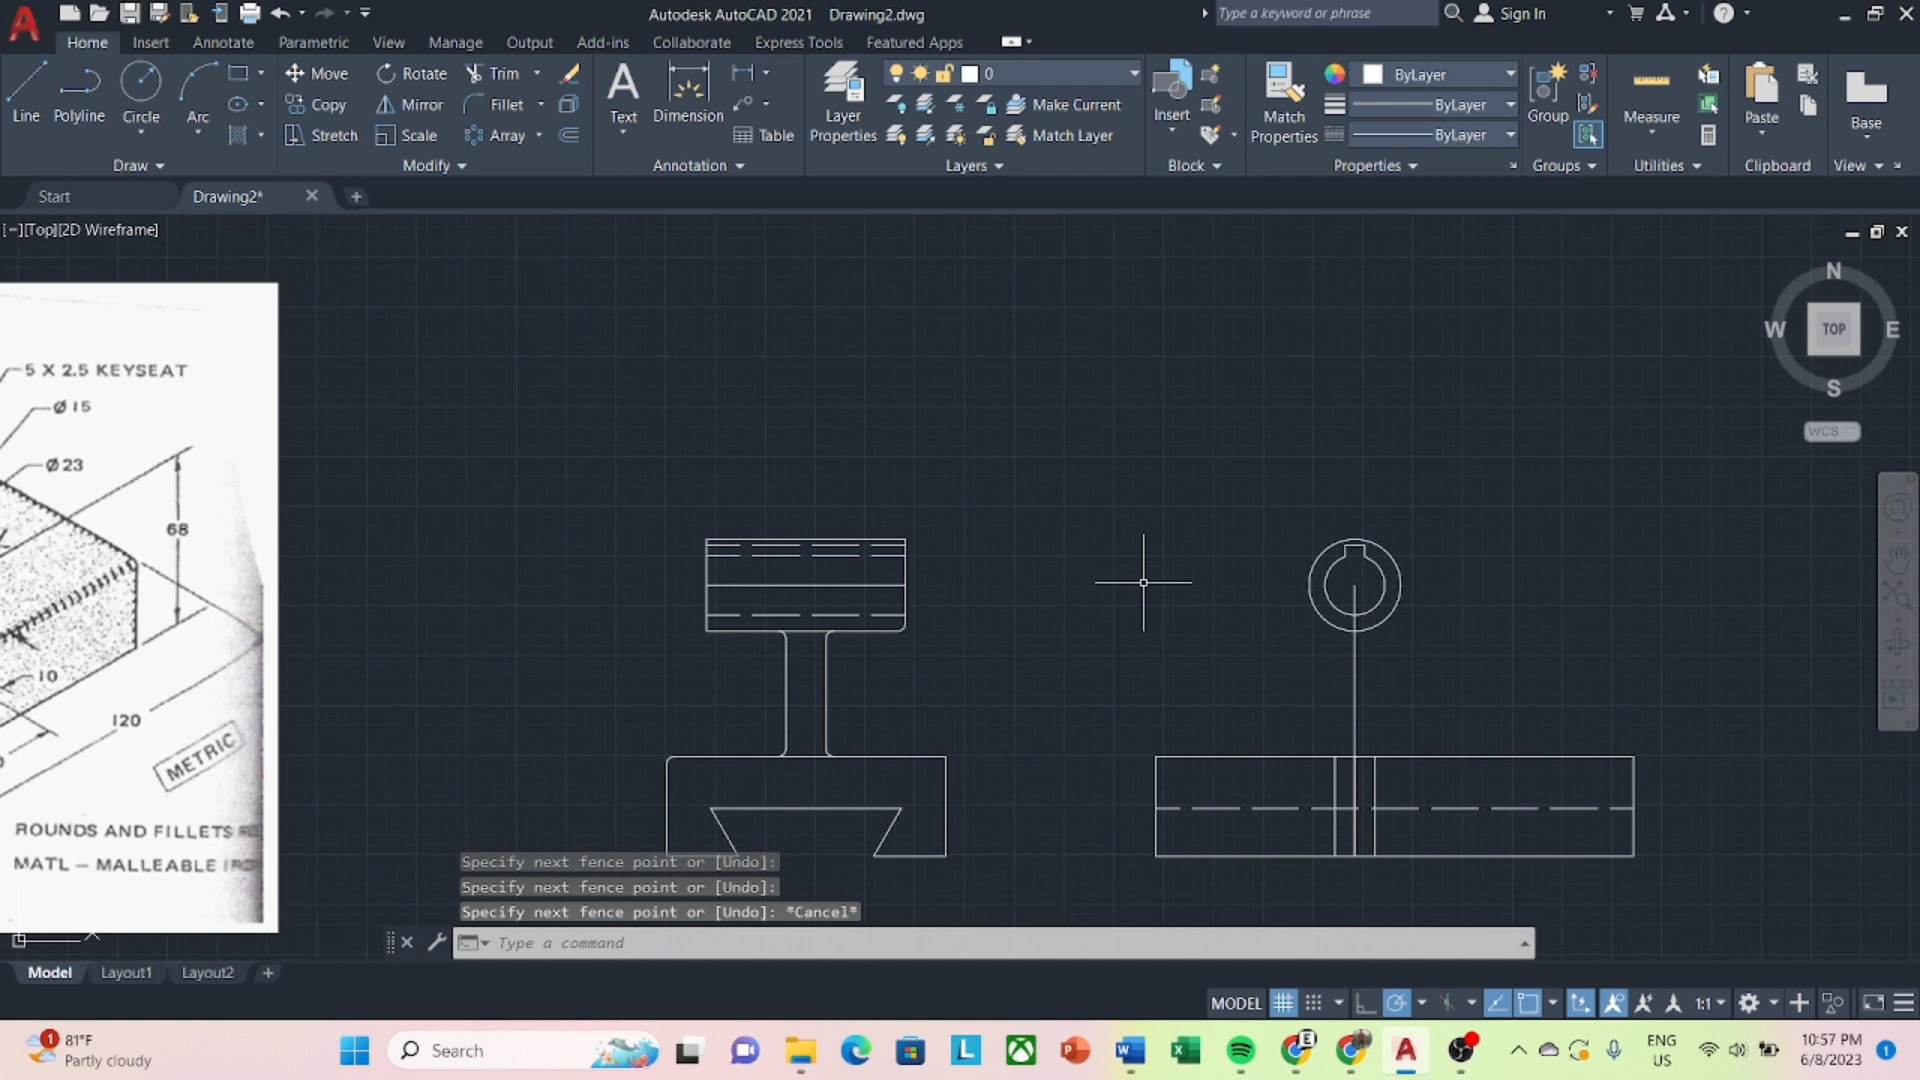 Autodesk AutoCAD 2021 Drawing2.dwg
Type a keyword or phrase
Sign In
Home Insert Annotate Parametric View Manage Output Add-ins Collaborate Express Tools Featured Apps
Line Polyline Circle Arc
Move Rotate Trim
Copy Mirror Fillet
Stretch Scale Array
Text Dimension Table
Layer Properties
0
Make Current
Match Layer
Insert
Match Properties
ByLayer
ByLayer
ByLayer
Group
Measure
Paste
Base
Draw Modify Annotation Layers Block Properties Groups Utilities Clipboard View
Start Drawing2*
[−][Top][2D Wireframe]
N
W TOP E
S
WCS
5 X 2.5 KEYSEAT
Ø 15
Ø 23
68
10
120
METRIC
ROUNDS AND FILLETS
MATL — MALLEABLE
Specify next fence point or [Undo]:
Specify next fence point or [Undo]:
Specify next fence point or [Undo]: *Cancel*
Type a command
Model Layout1 Layout2
MODEL
1:1
1
81°F
Partly cloudy
Search
E
ENG
US
10:57 PM
6/8/2023
1